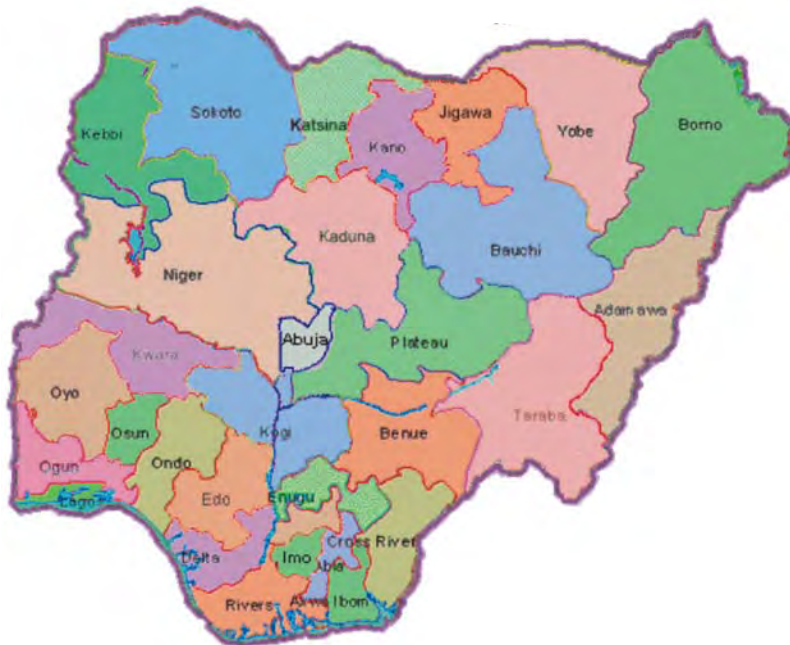 Sokoto
Kebbi
Katsina
Jigawa
Kano
Yobe
Borno
Kaduna
Bauchi
Niger
Adamawa
Abuja
Plateau
Kwara
Oyo
Taraba
Osun
Kogi
Benue
Ogun
Ondo
Edo
Enugu
Lagos
Delta
Imo
Cross River
Abia
Rivers
Akwa Ibom